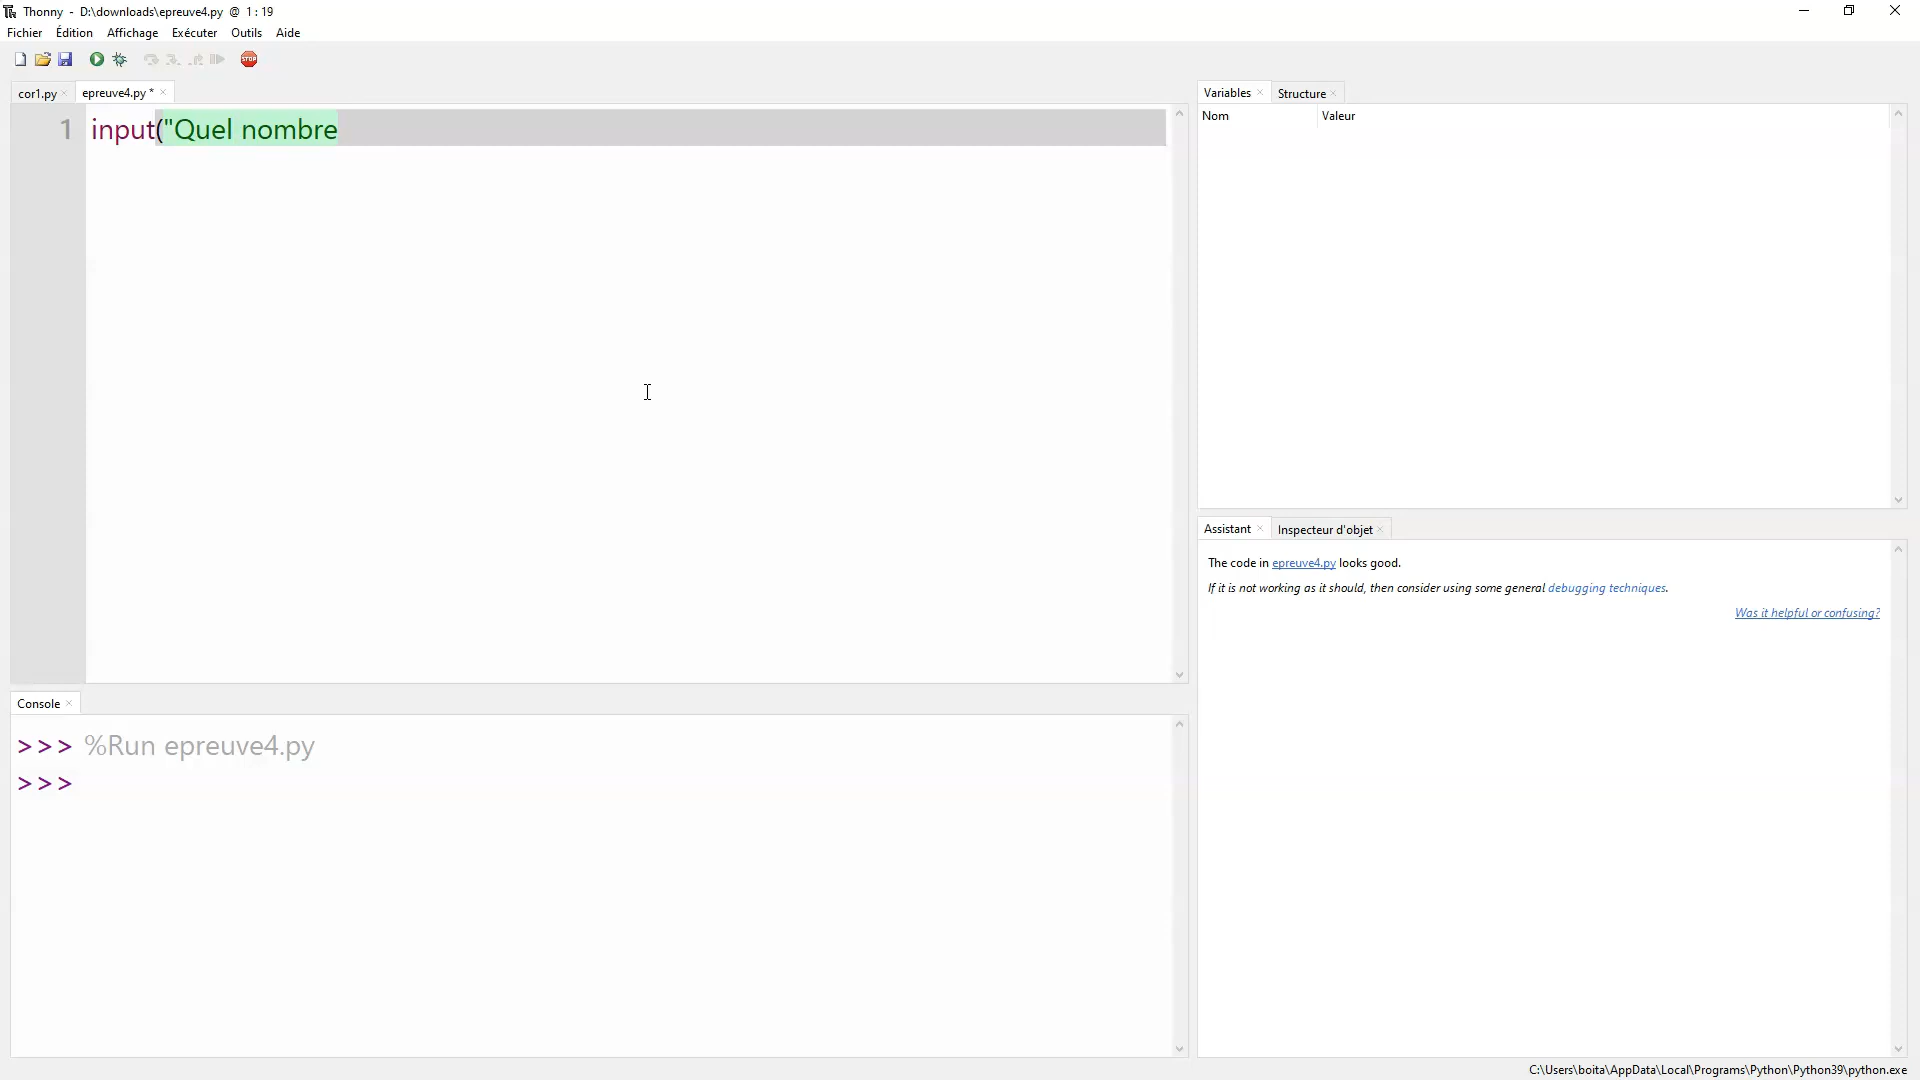 Thonny - D:\downloads\epreuve4.py @ 1 : 19
Fichier Édition Affichage Exécuter Outils Aide
STOP
cor1.py epreuve4.py *
1 input("Quel nombre
Variables Structure
Nom Valeur
Assistant Inspecteur d'objet
The code in epreuve4.py looks good.
If it is not working as it should, then consider using some general debugging techniques.
Was it helpful or confusing?
Console
>>> %Run epreuve4.py
>>>
C:\Users\boita\AppData\Local\Programs\Python\Python39\python.exe